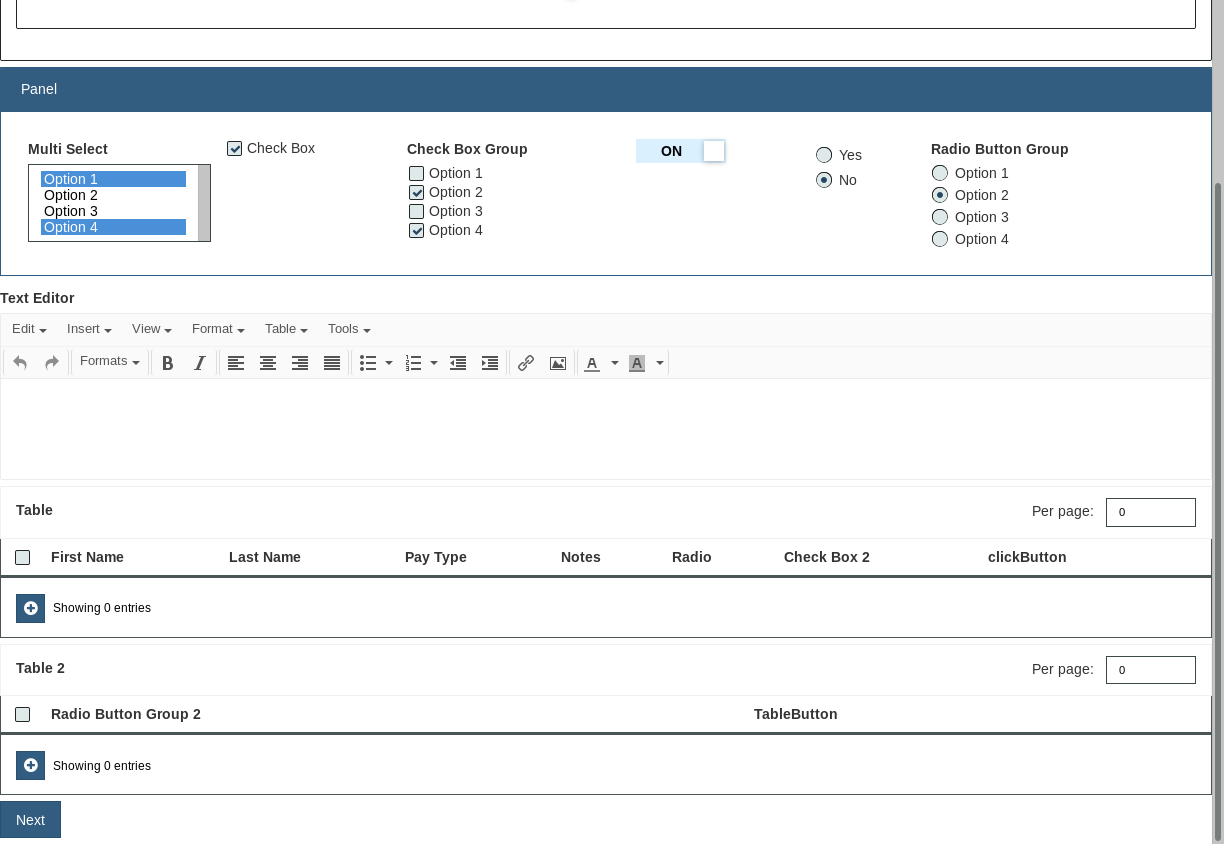 Panel
Multi Select
Option 1
Option 2
Option 3
Option 4
Check Box
Check Box Group
Option 1
Option 2
Option 3
Option 4
ON
Yes
No
Radio Button Group
Option 1
Option 2
Option 3
Option 4
Text Editor
Edit Insert View Format Table Tools
Formats B I A A
Table Per page: 0
First Name Last Name Pay Type Notes Radio Check Box 2 clickButton
Showing 0 entries
Table 2 Per page: 0
Radio Button Group 2 TableButton
Showing 0 entries
Next